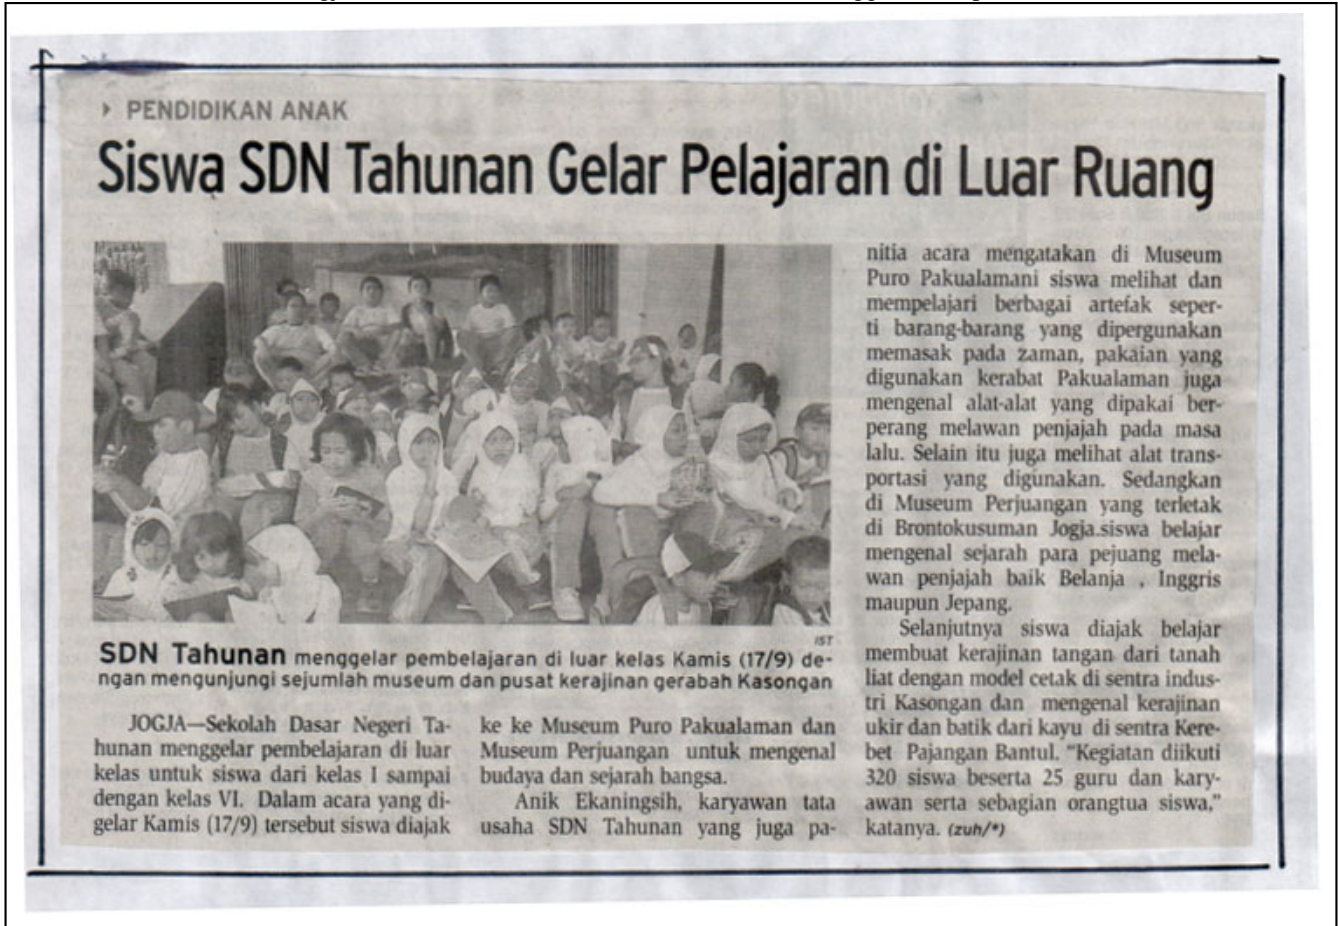 PENDIDIKAN ANAK
Siswa SDN Tahunan Gelar Pelajaran di Luar Ruang
IST
SDN Tahunan menggelar pembelajaran di luar kelas Kamis (17/9) de-
ngan mengunjungi sejumlah museum dan pusat kerajinan gerabah Kasongan
JOGJA—Sekolah Dasar Negeri Ta-
hunan menggelar pembelajaran di luar
kelas untuk siswa dari kelas I sampai
dengan kelas VI. Dalam acara yang di-
gelar Kamis (17/9) tersebut siswa diajak
ke ke Museum Puro Pakualaman dan
Museum Perjuangan untuk mengenal
budaya dan sejarah bangsa.
Anik Ekaningsih, karyawan tata
usaha SDN Tahunan yang juga pa-
nitia acara mengatakan di Museum
Puro Pakualamani siswa melihat dan
mempelajari berbagai artefak seper-
ti barang-barang yang dipergunakan
memasak pada zaman, pakaian yang
digunakan kerabat Pakualaman juga
mengenal alat-alat yang dipakai ber-
perang melawan penjajah pada masa
lalu. Selain itu juga melihat alat trans-
portasi yang digunakan. Sedangkan
di Museum Perjuangan yang terletak
di Brontokusuman Jogja.siswa belajar
mengenal sejarah para pejuang mela-
wan penjajah baik Belanja , Inggris
maupun Jepang.
Selanjutnya siswa diajak belajar
membuat kerajinan tangan dari tanah
liat dengan model cetak di sentra indus-
tri Kasongan dan mengenal kerajinan
ukir dan batik dari kayu di sentra Kere-
bet Pajangan Bantul. “Kegiatan diikuti
320 siswa beserta 25 guru dan kary-
awan serta sebagian orangtua siswa,”
katanya. (zuh/*)